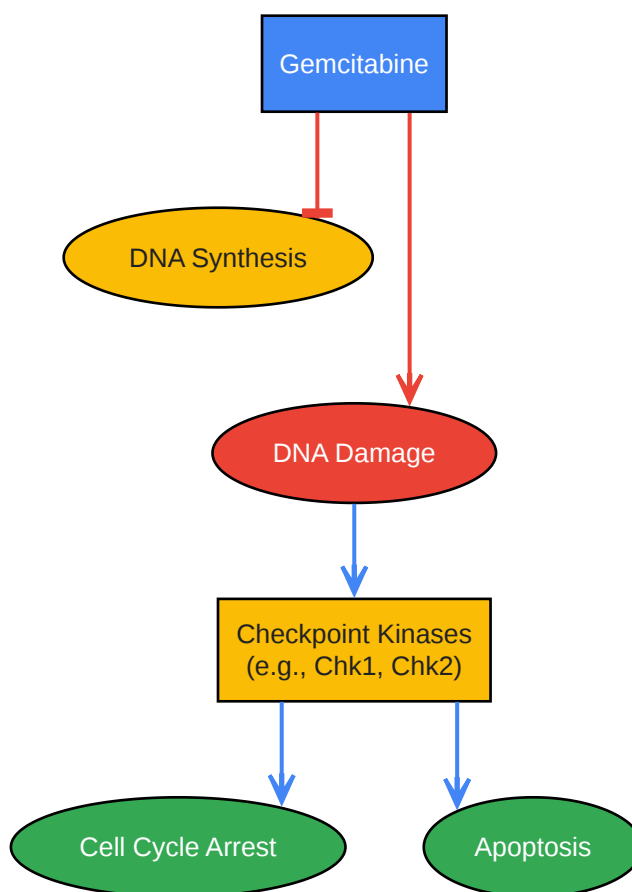 Gemcitabine
DNA Synthesis
DNA Damage
Checkpoint Kinases
(e.g., Chk1, Chk2)
Cell Cycle Arrest
Apoptosis